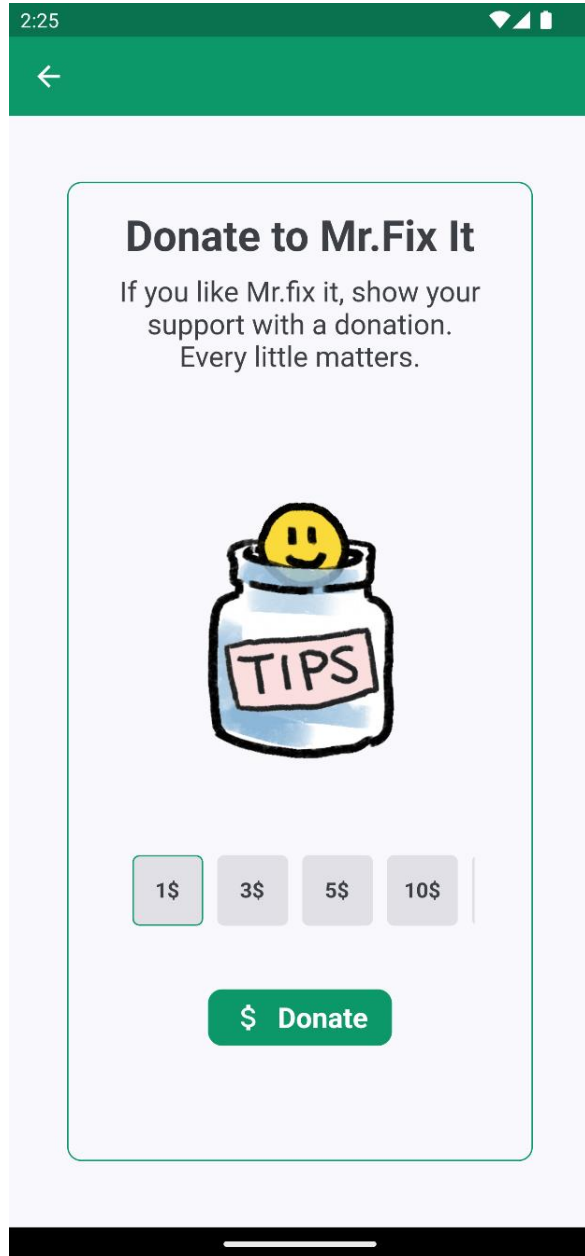 2:25
Donate to Mr.Fix It
If you like Mr.fix it, show your
support with a donation.
Every little matters.
TIPS
1$ 3$ 5$ 10$
$ Donate